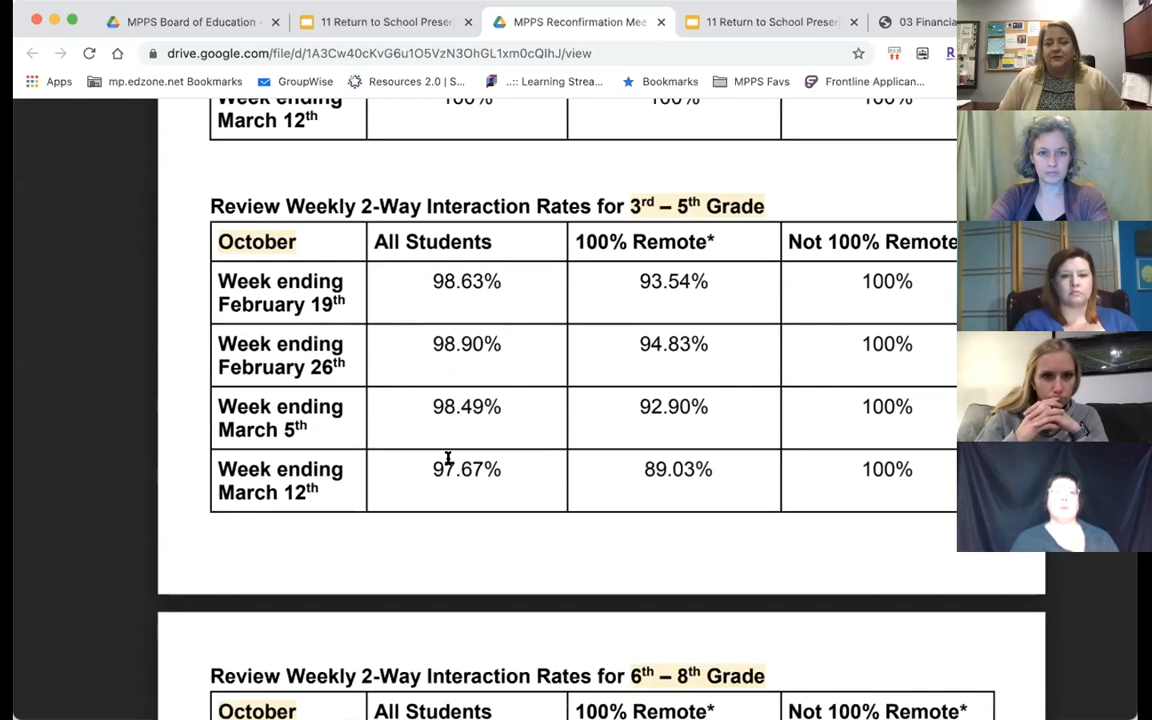 MPPS Board of Education
11 Return to School Presen
MPPS Reconfirmation Mee
11 Return to School Presen
03 Financia
drive.google.com/file/d/1A3Cw40cKvG6u1O5VzN3OhGL1xm0cQIhJ/view
Apps mp.edzone.net Bookmarks GroupWise Resources 2.0 | S... ..:: Learning Strea... Bookmarks MPPS Favs Frontline Applican...
Week ending 100% 100% 100%
March 12th
Review Weekly 2-Way Interaction Rates for 3rd – 5th Grade
October All Students 100% Remote* Not 100% Remote
Week ending 98.63% 93.54% 100%
February 19th
Week ending 98.90% 94.83% 100%
February 26th
Week ending 98.49% 92.90% 100%
March 5th
Week ending 97.67% 89.03% 100%
March 12th
Review Weekly 2-Way Interaction Rates for 6th – 8th Grade
October All Students 100% Remote* Not 100% Remote*